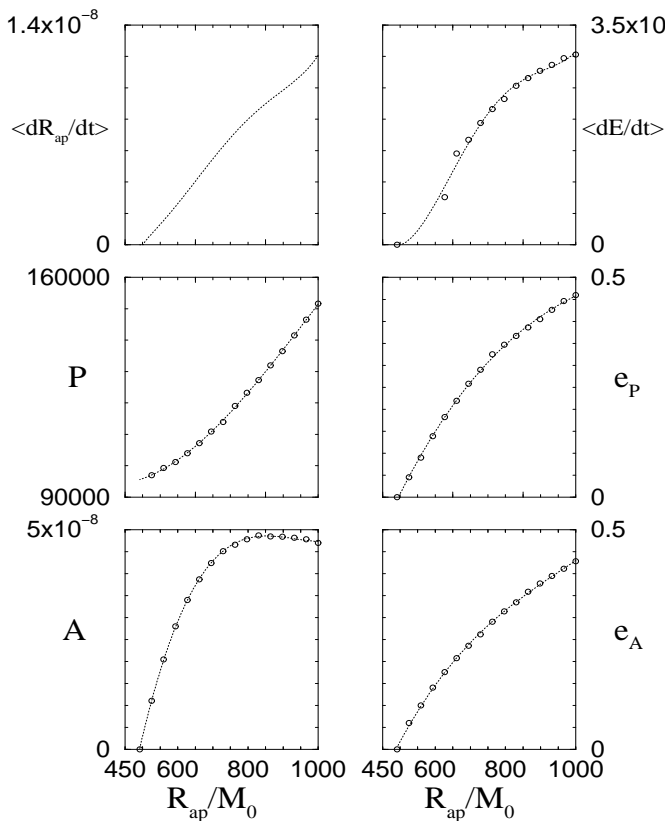 1.4x10⁻⁸ 3.5x10
<dR_ap/dt> <dE/dt>
0 0
160000 0.5
P e_P
90000 0
5x10⁻⁸ 0.5
A e_A
0 0
450 600 800 1000 450 600 800 1000
R_ap/M_0 R_ap/M_0